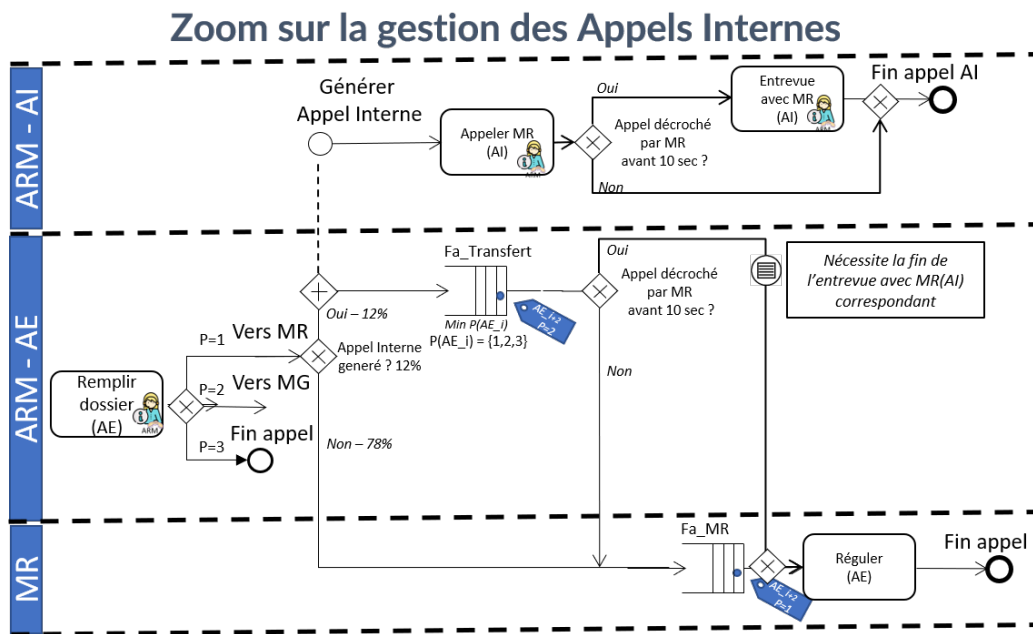 Zoom sur la gestion des Appels Internes
ARM - AI
Générer
Appel Interne
Appeler MR
(AI)
ARM
Oui
Appel décroché
par MR
avant 10 sec ?
Non
Entrevue
avec MR
(AI)
ARM
Fin appel AI
ARM - AE
Remplir
dossier
(AE)
ARM
P=1
Vers MR
P=2
Vers MG
P=3
Fin appel
Oui – 12%
Appel Interne
generé ? 12%
Non – 78%
Fa_Transfert
Min P(AE_i)
P(AE_i) = {1,2,3}
AE_i+2
P=2
Oui
Appel décroché
par MR
avant 10 sec ?
Non
Nécessite la fin de
l’entrevue avec MR(AI)
correspondant
MR
Fa_MR
AE_i+2
P=1
Réguler
(AE)
Fin appel